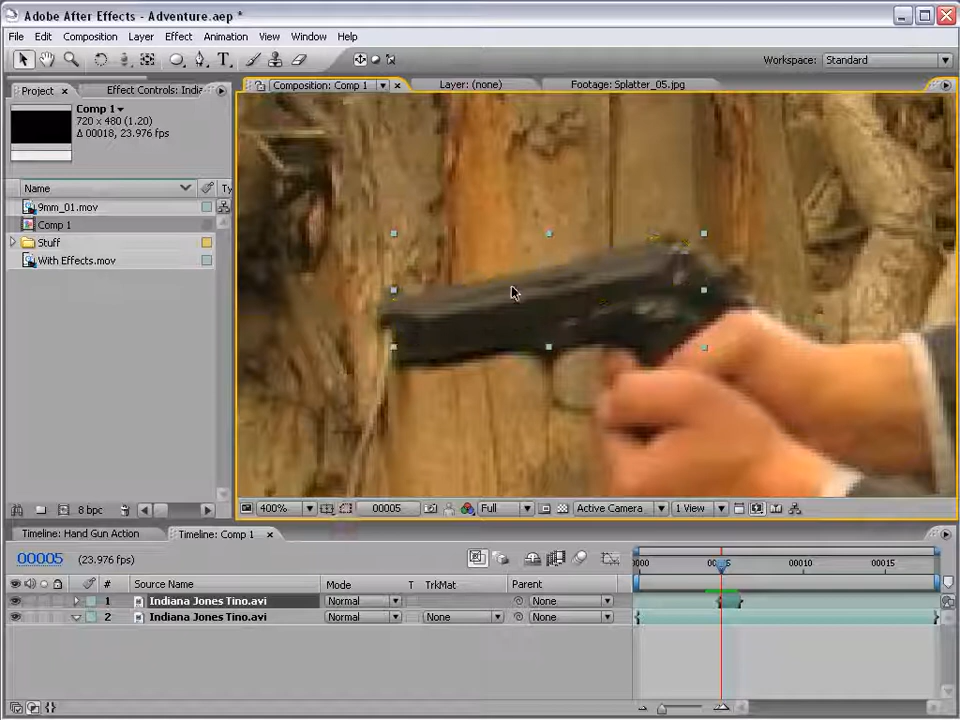 Adobe After Effects - Adventure.aep *
File Edit Composition Layer Effect Animation View Window Help
Workspace: Standard
Project Effect Controls: India
Composition: Comp 1 Layer: (none) Footage: Splatter_05.jpg
Comp 1
720 x 480 (1.20)
Δ 00018, 23.976 fps
Name Ty
9mm_01.mov
Comp 1
Stuff
With Effects.mov
8 bpc
400% 00005 Full Active Camera 1 View
Timeline: Hand Gun Action Timeline: Comp 1
00005 (23.976 fps)
0000 00005 00010 00015
# Source Name Mode T TrkMat Parent
1 Indiana Jones Tino.avi Normal None
2 Indiana Jones Tino.avi Normal None None